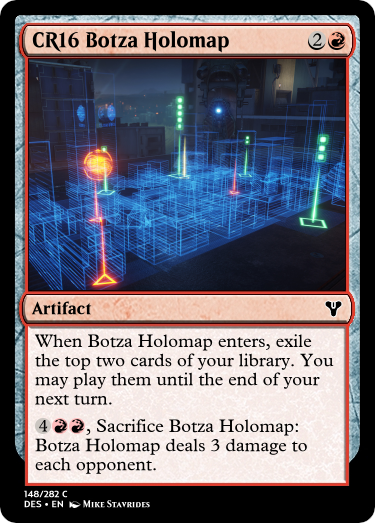 CR16 Botza Holomap 2
Artifact
When Botza Holomap enters, exile
the top two cards of your library. You
may play them until the end of your
next turn.
4, Sacrifice Botza Holomap:
Botza Holomap deals 3 damage to
each opponent.
148/282 C
DES • EN Mike Stavrides